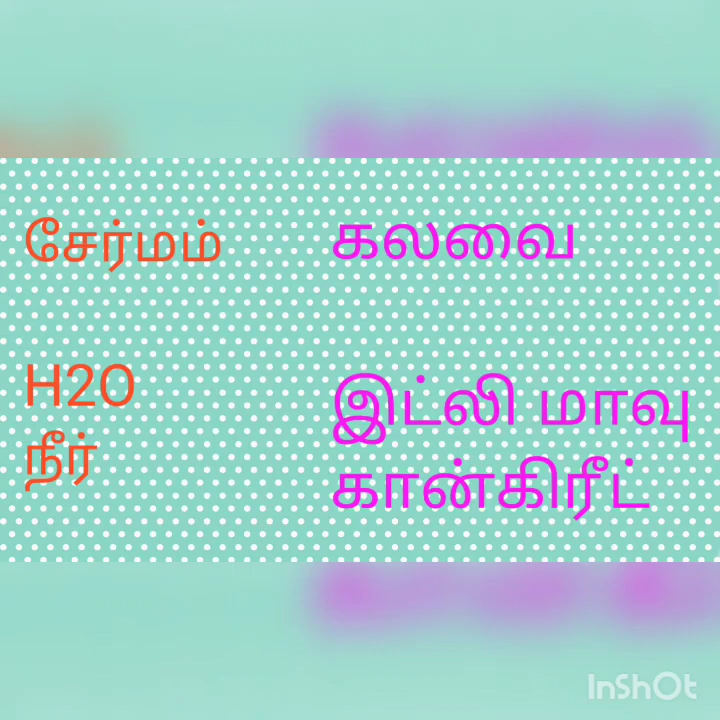 சேர்மம்
கலவை
H2O
நீர்
இட்லி மாவு
கான்கிரீட்
InShOt